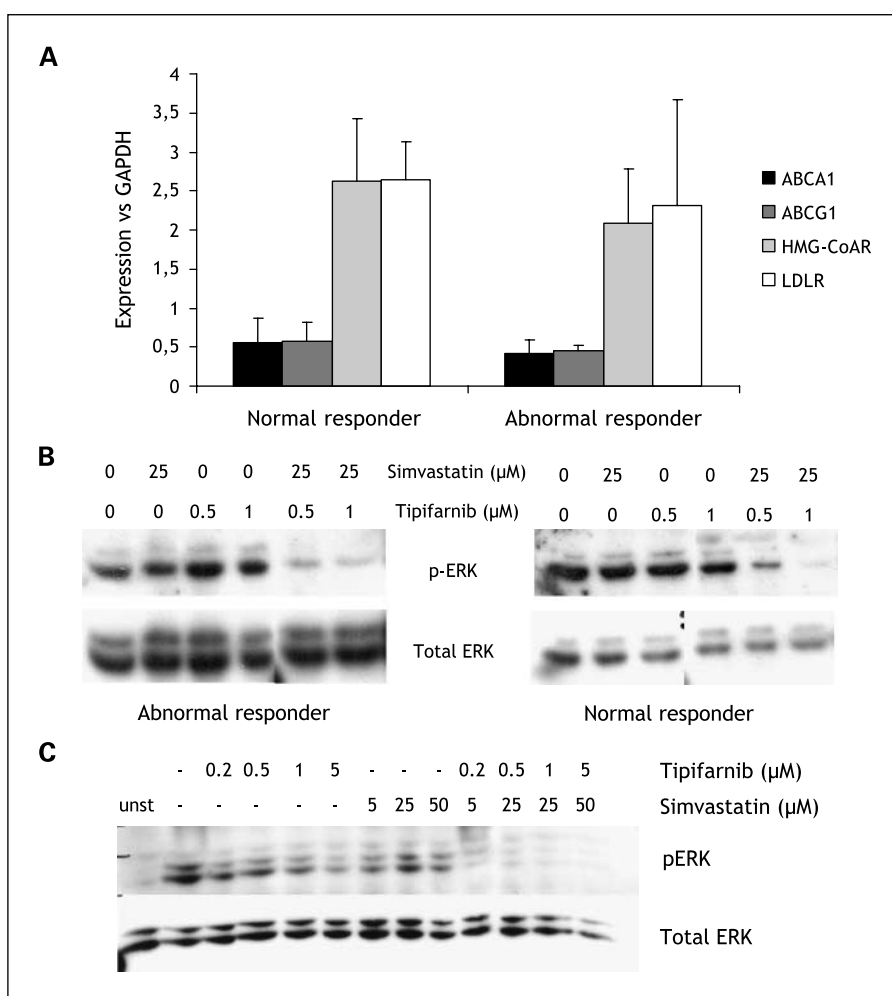 A
4
3,5
3
2,5
2
1,5
1
0,5
0
Expression vs GAPDH
Normal responder Abnormal responder
ABCA1
ABCG1
HMG-CoAR
LDLR
B
0 25 0 0 25 25 Simvastatin (µM) 0 25 0 0 25 25
0 0 0.5 1 0.5 1 Tipifarnib (µM) 0 0 0.5 1 0.5 1
p-ERK
Total ERK
Abnormal responder Normal responder
C
- 0.2 0.5 1 5 - - - 0.2 0.5 1 5 Tipifarnib (µM)
unst - - - - - 5 25 50 5 25 25 50 Simvastatin (µM)
pERK
Total ERK